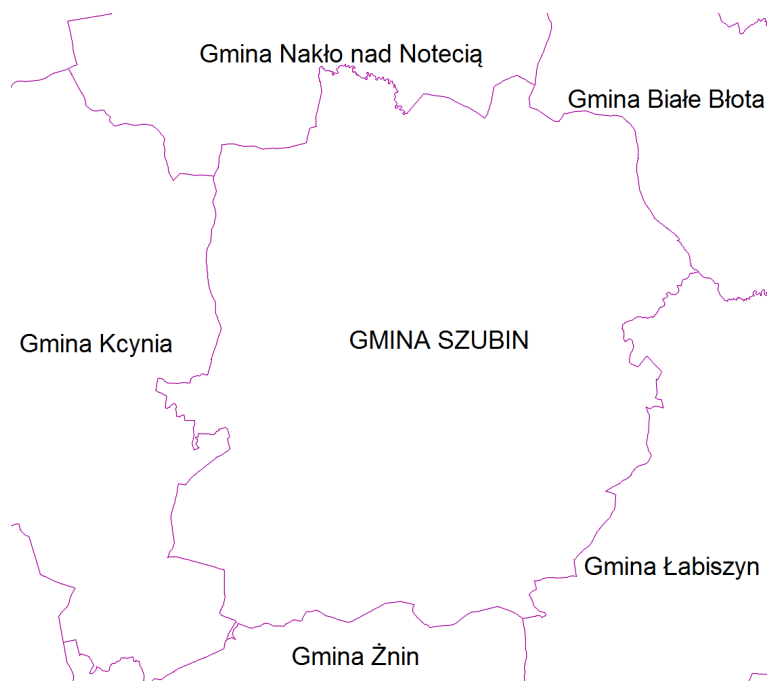 Gmina Nakło nad Notecią
Gmina Białe Błota
Gmina Kcynia
GMINA SZUBIN
Gmina Łabiszyn
Gmina Żnin